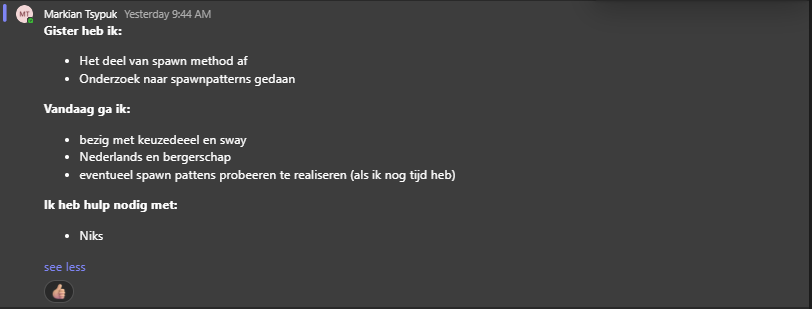 MT
Markian Tsypuk Yesterday 9:44 AM
Gister heb ik:
• Het deel van spawn method af
• Onderzoek naar spawnpatterns gedaan
Vandaag ga ik:
• bezig met keuzedeeel en sway
• Nederlands en bergerschap
• eventueel spawn pattens probeeren te realiseren (als ik nog tijd heb)
Ik heb hulp nodig met:
• Niks
see less